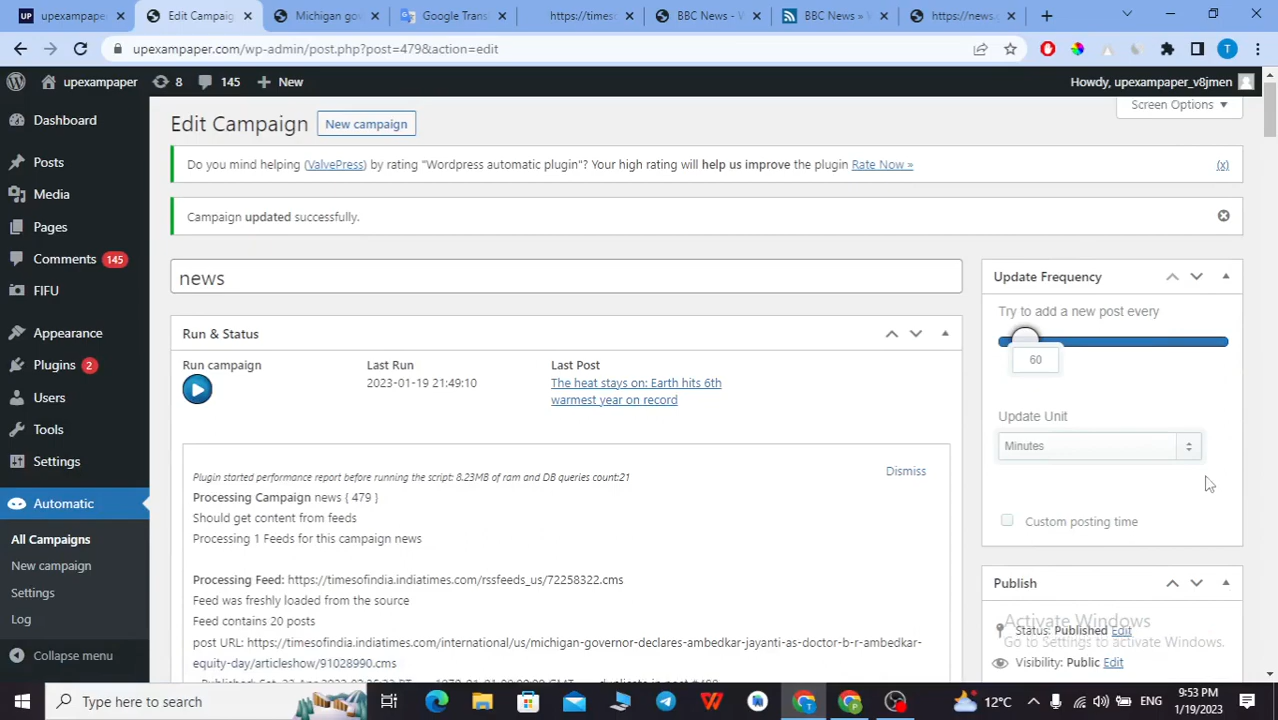 upexampaper.c
Edit Campaig
Michigan gov
Google Trans
https://times
BBC News - W
BBC News » W
https://news.g
upexampaper.com/wp-admin/post.php?post=479&action=edit
T
upexampaper
8
145
New
Howdy, upexampaper_v8jmen
Dashboard
Posts
Media
Pages
Comments 145
FIFU
Appearance
Plugins 2
Users
Tools
Settings
Automatic
All Campaigns
New campaign
Settings
Log
Collapse menu
Screen Options
Edit Campaign
New campaign
Do you mind helping (ValvePress) by rating "Wordpress automatic plugin"? Your high rating will help us improve the plugin Rate Now »
(x)
Campaign updated successfully.
news
Run & Status
Run campaign
Last Run
2023-01-19 21:49:10
Last Post
The heat stays on: Earth hits 6th
warmest year on record
Plugin started performance report before running the script: 8.23MB of ram and DB queries count:21
Dismiss
Processing Campaign news { 479 }
Should get content from feeds
Processing 1 Feeds for this campaign news
Processing Feed: https://timesofindia.indiatimes.com/rssfeeds_us/72258322.cms
Feed was freshly loaded from the source
Feed contains 20 posts
post URL: https://timesofindia.indiatimes.com/international/us/michigan-governor-declares-ambedkar-jayanti-as-doctor-b-r-ambedkar-
equity-day/articleshow/91028990.cms
Update Frequency
Try to add a new post every
60
Update Unit
Minutes
Custom posting time
Publish
Status: Published Edit
Visibility: Public Edit
Activate Windows
Go to Settings to activate Windows.
Type here to search
12°C
ENG
9:53 PM
1/19/2023